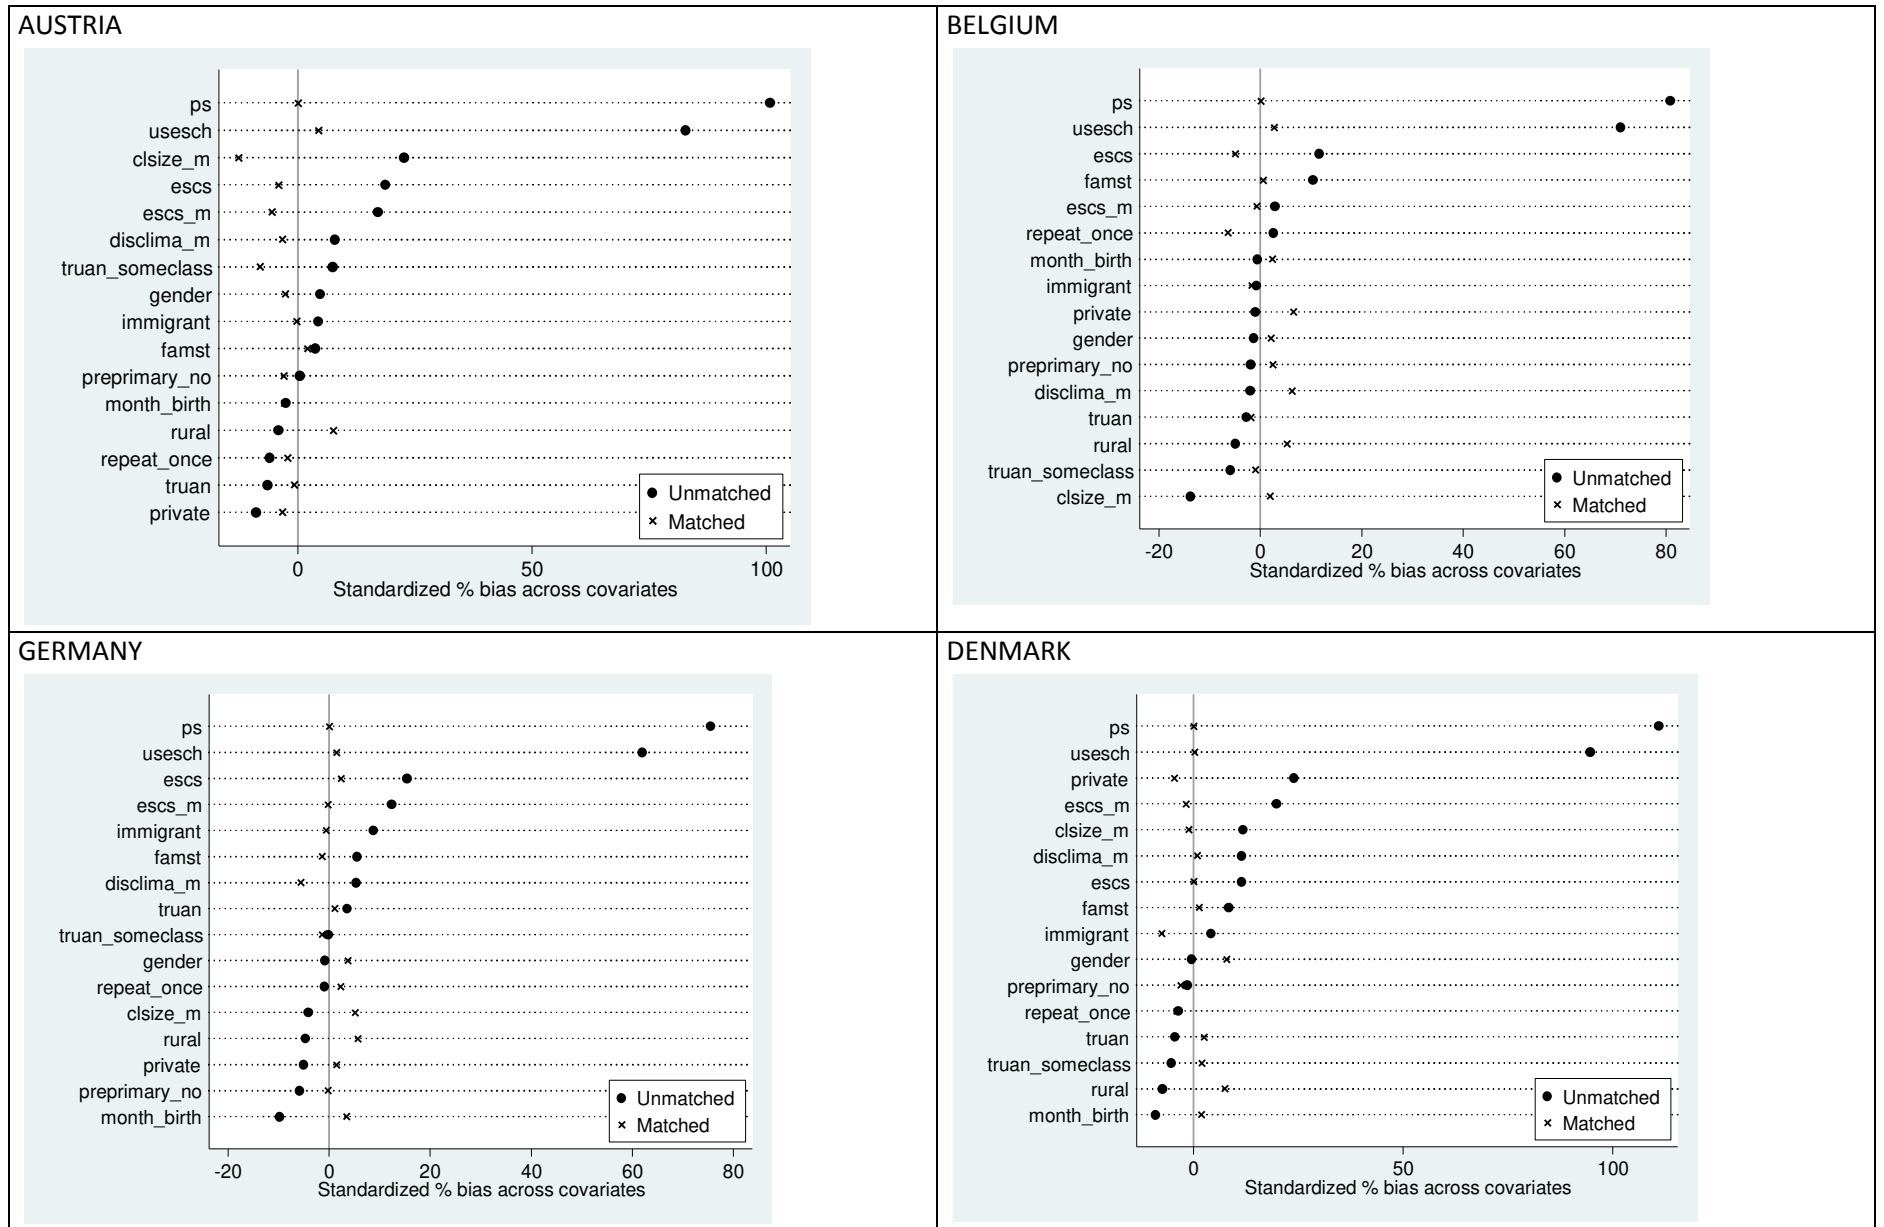 AUSTRIA
ps
usesch
clsize_m
escs
escs_m
disclima_m
truan_someclass
gender
immigrant
famst
preprimary_no
month_birth
rural
repeat_once
truan
private
Unmatched
Matched
0 50 100
Standardized % bias across covariates
BELGIUM
ps
usesch
escs
famst
escs_m
repeat_once
month_birth
immigrant
private
gender
preprimary_no
disclima_m
truan
rural
truan_someclass
clsize_m
Unmatched
Matched
-20 0 20 40 60 80
Standardized % bias across covariates
GERMANY
ps
usesch
escs
escs_m
immigrant
famst
disclima_m
truan
truan_someclass
gender
repeat_once
clsize_m
rural
private
preprimary_no
month_birth
Unmatched
Matched
-20 0 20 40 60 80
Standardized % bias across covariates
DENMARK
ps
usesch
private
escs_m
clsize_m
disclima_m
escs
famst
immigrant
gender
preprimary_no
repeat_once
truan
truan_someclass
rural
month_birth
Unmatched
Matched
0 50 100
Standardized % bias across covariates